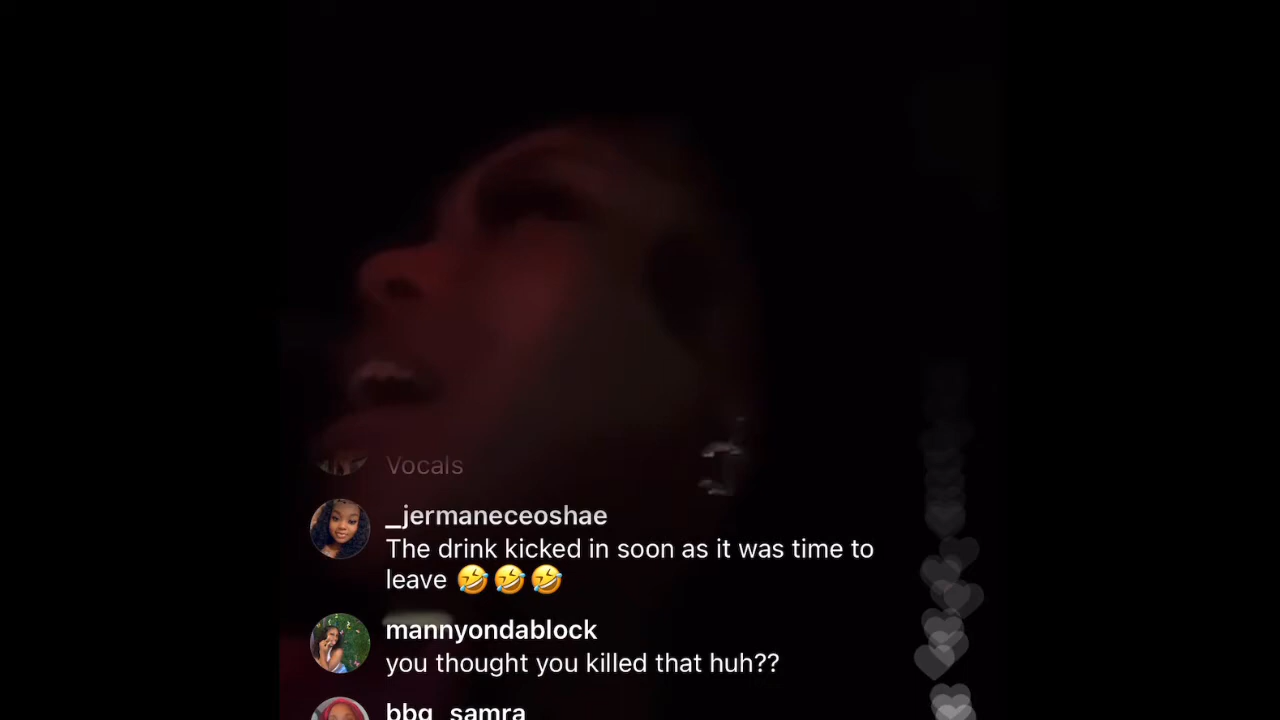 Vocals
_jermaneceoshae
The drink kicked in soon as it was time to
leave 🤣🤣🤣
mannyondablock
you thought you killed that huh??
bbg_samra